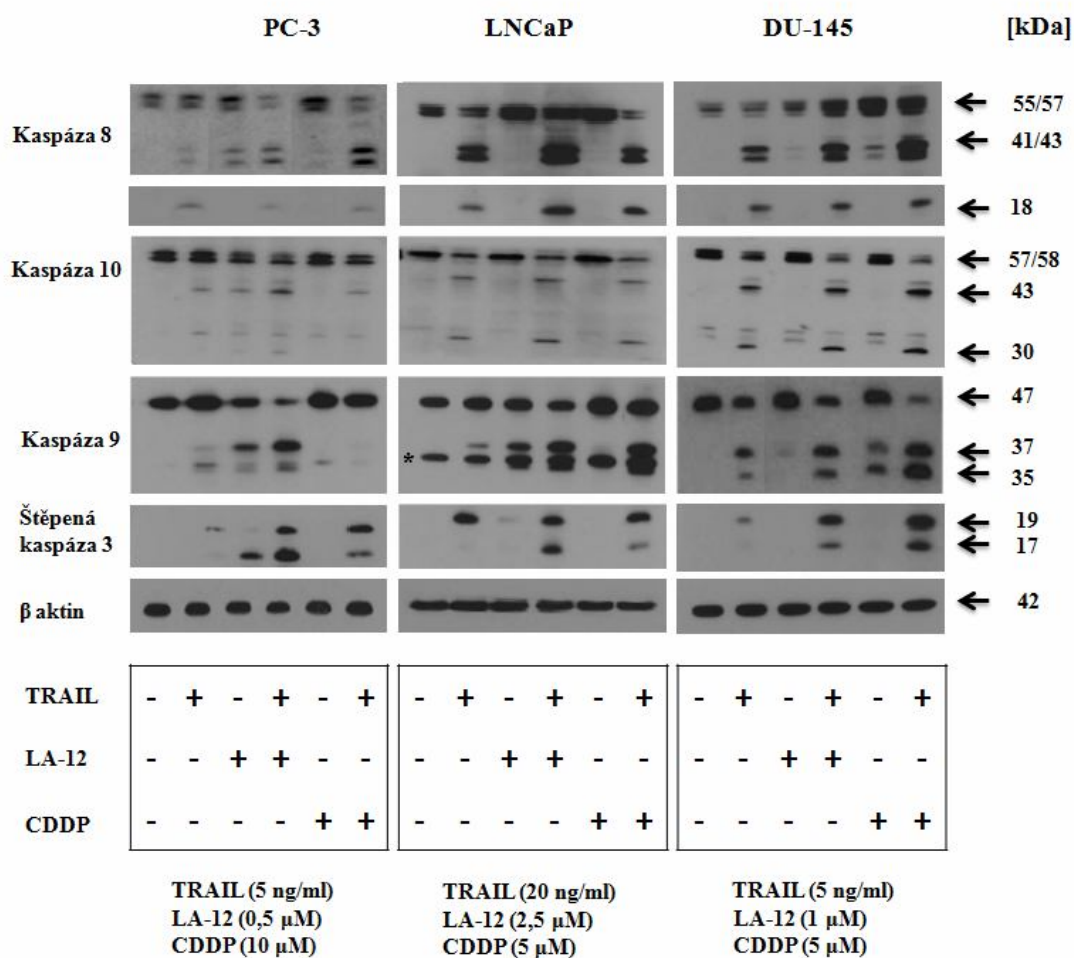 PC-3 LNCaP DU-145 [kDa]
Kaspáza 8 55/57
41/43
18
Kaspáza 10 57/58
43
30
Kaspáza 9 47
37
* 35
Štěpená 19
kaspáza 3 17
β aktin 42
TRAIL - + - + - + - + - + - + - + - + - +
LA-12 - - + + - - - - + + - - - - + + - -
CDDP - - - - + + - - - - + + - - - - + +
TRAIL (5 ng/ml) TRAIL (20 ng/ml) TRAIL (5 ng/ml)
LA-12 (0,5 µM) LA-12 (2,5 µM) LA-12 (1 µM)
CDDP (10 µM) CDDP (5 µM) CDDP (5 µM)